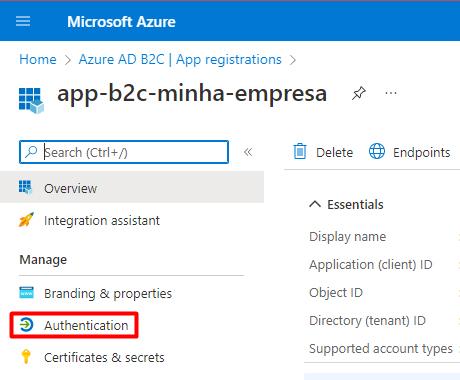 Microsoft Azure
Home > Azure AD B2C | App registrations >
app-b2c-minha-empresa
Search (Ctrl+/)
Delete
Endpoints
Overview
Integration assistant
Essentials
Manage
Display name
Application (client) ID
Branding & properties
Object ID
Authentication
Directory (tenant) ID
Certificates & secrets
Supported account types